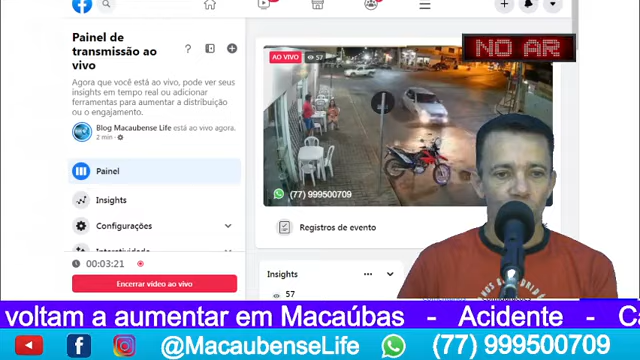 Painel de
transmissão ao
vivo
Agora que você está ao vivo, pode ver seus
insights em tempo real ou adicionar
ferramentas para aumentar a distribuição
ou o engajamento.
Blog Macaubense Life está ao vivo agora.
2 min
Painel
Insights
Configurações
00:03:21
Encerrar vídeo ao vivo
AO VIVO 57
NO AR
(77) 999500709
Registros de evento
Insights
57
voltam a aumentar em Macaúbas - Acidente - Ca
@MacaubenseLife (77) 999500709